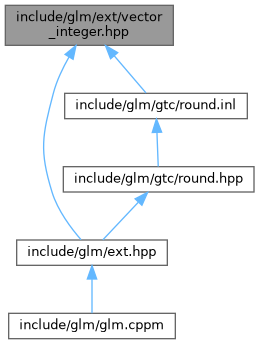 include/glm/ext/vector
_integer.hpp
include/glm/gtc/round.inl
include/glm/gtc/round.hpp
include/glm/ext.hpp
include/glm/glm.cppm